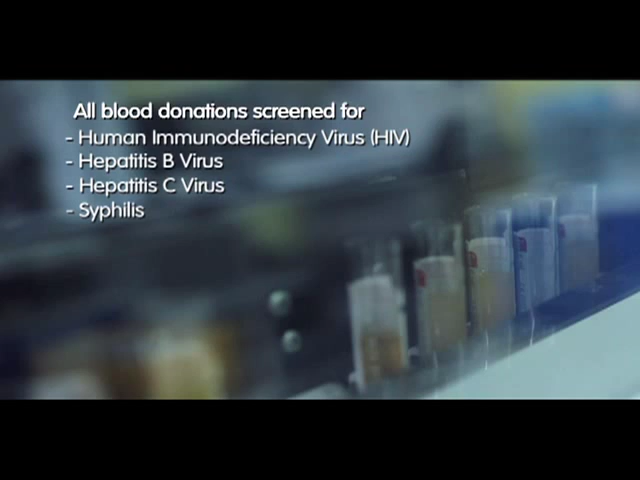 All blood donations screened for
- Human Immunodeficiency Virus (HIV)
- Hepatitis B Virus
- Hepatitis C Virus
- Syphilis